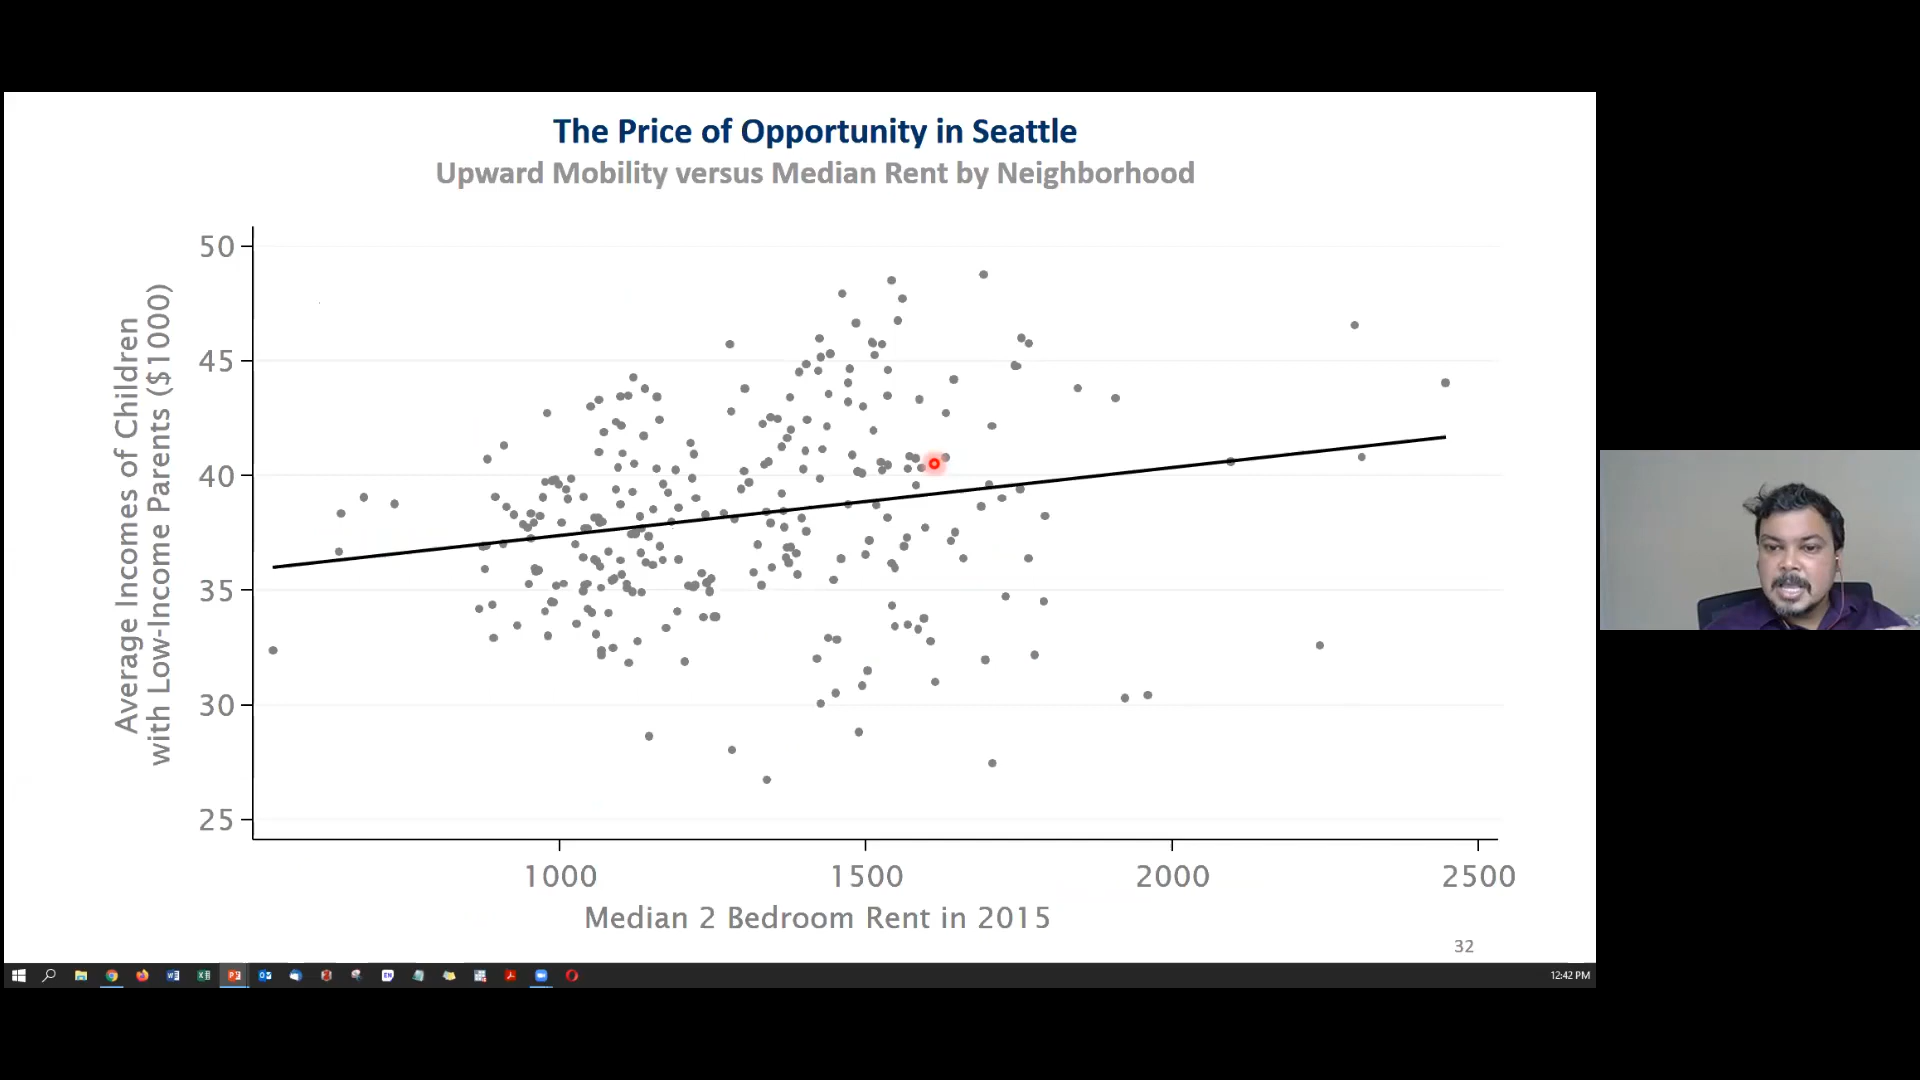 The Price of Opportunity in Seattle
Upward Mobility versus Median Rent by Neighborhood
Average Incomes of Children
with Low-Income Parents ($1000)
50
45
40
35
30
25
1000 1500 2000 2500
Median 2 Bedroom Rent in 2015
32
12:42 PM